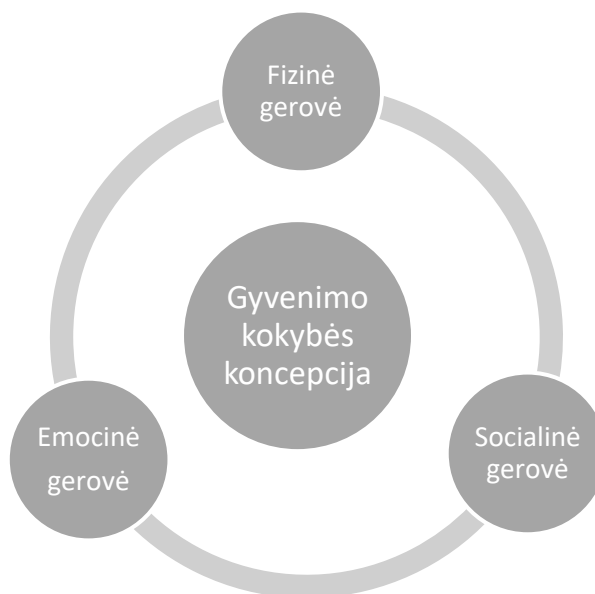 Fizinė
gerovė
Gyvenimo
kokybės
koncepcija
Emocinė
gerovė
Socialinė
gerovė